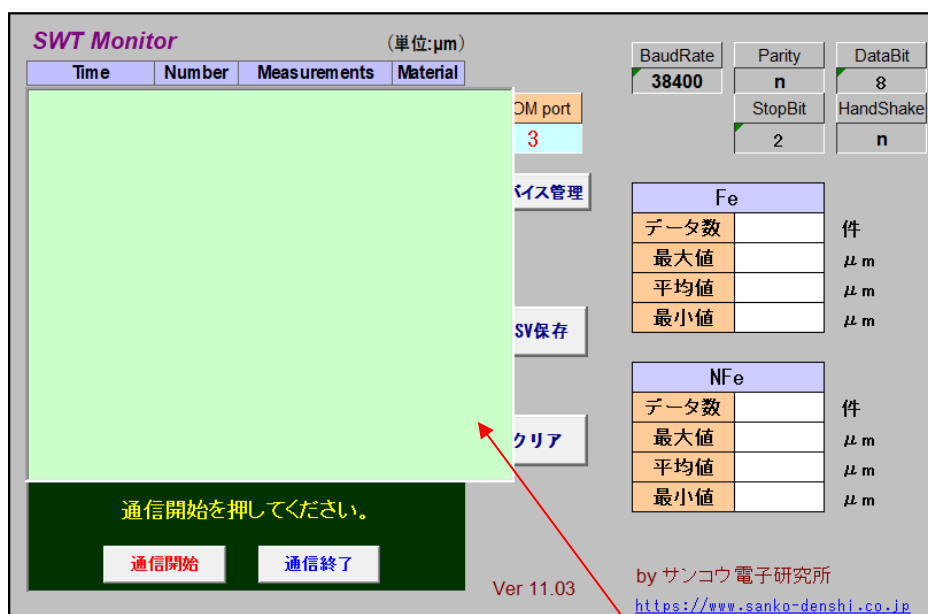 SWT Monitor (単位:μm)
Time Number Measurements Material
OM port
3
バイス管理
SV保存
クリア
通信開始を押してください。
通信開始 通信終了
Ver 11.03
BaudRate Parity DataBit
38400 n 8
StopBit HandShake
2 n
Fe
データ数 件
最大値 μm
平均値 μm
最小値 μm
NFe
データ数 件
最大値 μm
平均値 μm
最小値 μm
by サンコウ電子研究所
https://www.sanko-denshi.co.jp